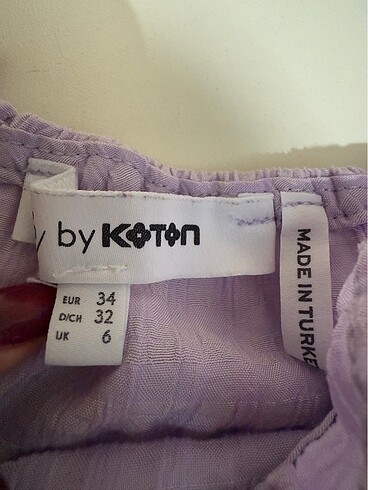 by KOTON
EUR 34
D/CH 32
UK 6
MADE IN TURKE